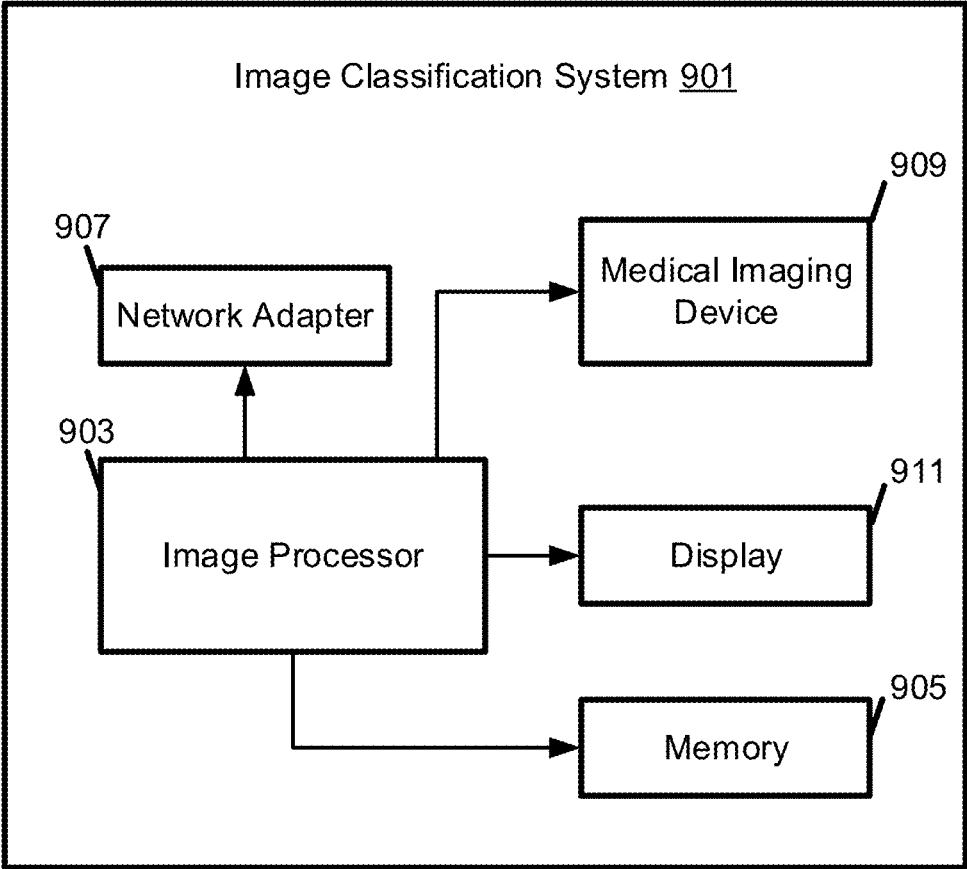 Image Classification System 901
909
907
Medical Imaging
Device
Network Adapter
903
911
Image Processor
Display
905
Memory